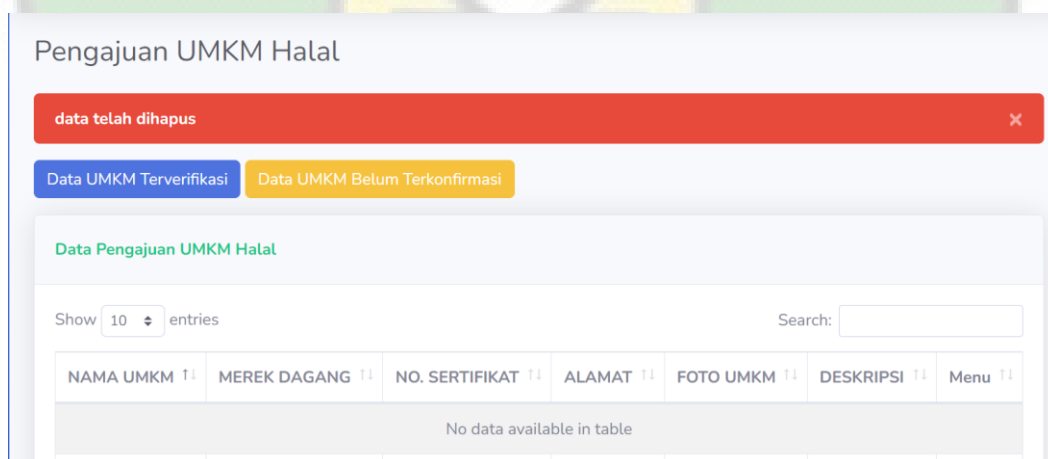 Pengajuan UMKM Halal
data telah dihapus ×
Data UMKM Terverifikasi Data UMKM Belum Terkonfirmasi
Data Pengajuan UMKM Halal
Show 10 entries Search:
NAMA UMKM MEREK DAGANG NO. SERTIFIKAT ALAMAT FOTO UMKM DESKRIPSI Menu
No data available in table